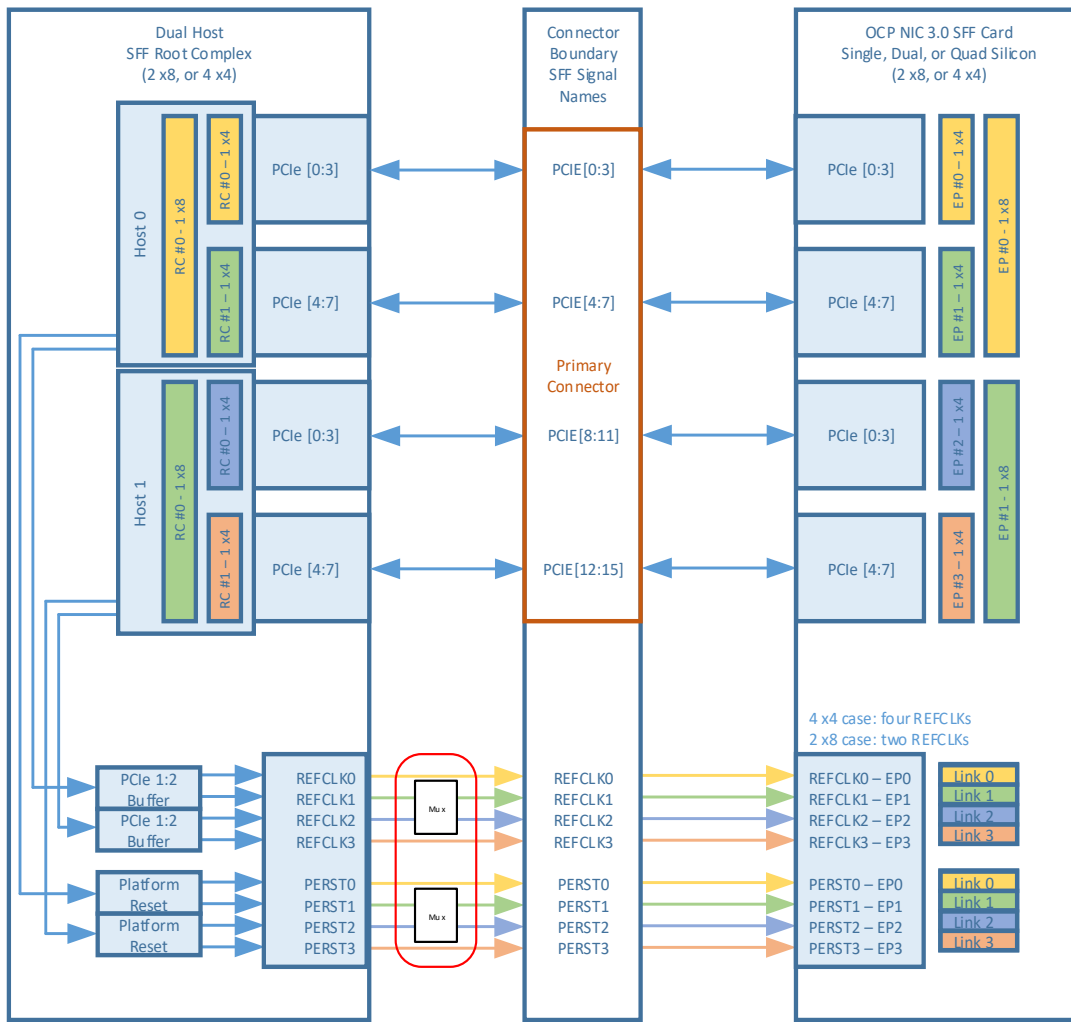 Dual Host
SFF Root Complex
(2 x8, or 4 x4)
Connector
Boundary
SFF Signal
Names
OCP NIC 3.0 SFF Card
Single, Dual, or Quad Silicon
(2 x8, or 4 x4)
Host 0
RC #0 - 1 x8
RC #0 – 1 x4
PCIe [0:3]
PCIE[0:3]
PCIe [0:3]
EP #0 – 1 x4
EP #0 - 1 x8
RC #1 – 1 x4
PCIe [4:7]
PCIE[4:7]
PCIe [4:7]
EP #1 – 1 x4
Primary
Connector
Host 1
RC #0 - 1 x8
RC #0 – 1 x4
PCIe [0:3]
PCIE[8:11]
PCIe [0:3]
EP #2 – 1 x4
EP #1 - 1 x8
RC #1 – 1 x4
PCIe [4:7]
PCIE[12:15]
PCIe [4:7]
EP #3 – 1 x4
4 x4 case: four REFCLKs
2 x8 case: two REFCLKs
PCIe 1:2
Buffer
PCIe 1:2
Buffer
REFCLK0
REFCLK1
REFCLK2
REFCLK3
Mux
REFCLK0
REFCLK1
REFCLK2
REFCLK3
REFCLK0 – EP0
REFCLK1 – EP1
REFCLK2 – EP2
REFCLK3 – EP3
Link 0
Link 1
Link 2
Link 3
Platform
Reset
Platform
Reset
PERST0
PERST1
PERST2
PERST3
Mux
PERST0
PERST1
PERST2
PERST3
PERST0 – EP0
PERST1 – EP1
PERST2 – EP2
PERST3 – EP3
Link 0
Link 1
Link 2
Link 3